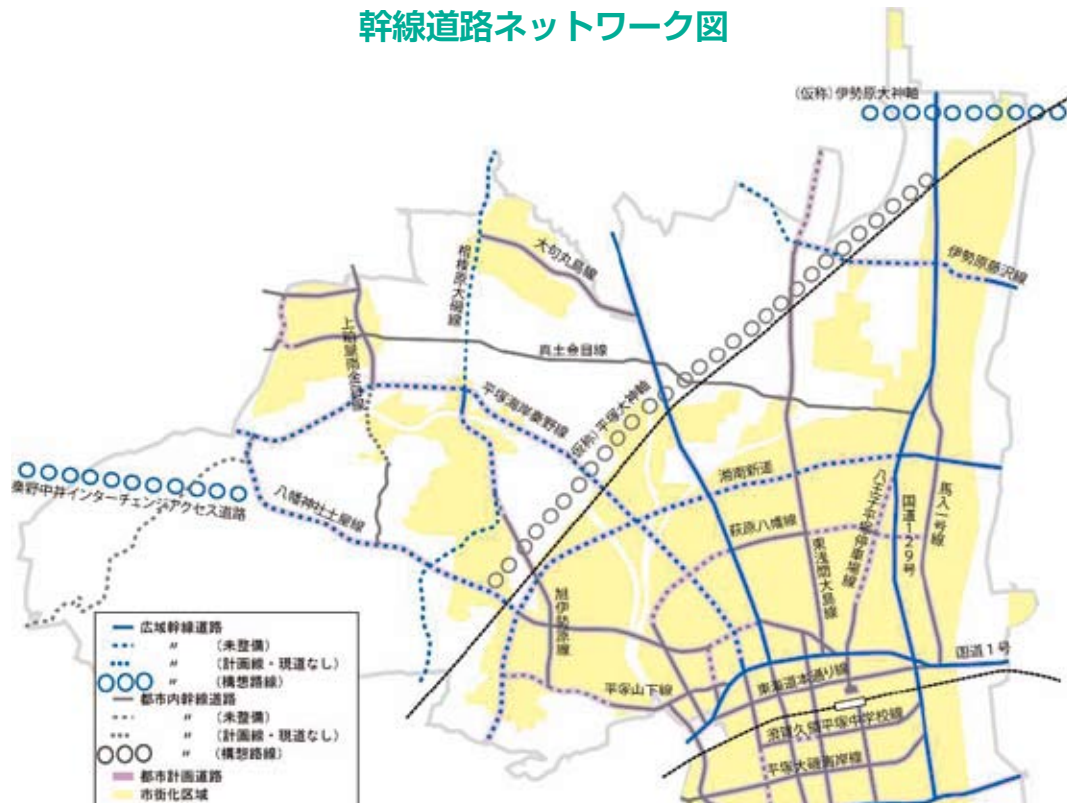 幹線道路ネットワーク図
(仮称)伊勢原大神軸
伊勢原藤沢線
大句丸島線
相模原大磯線
真土金目線
平塚海岸秦野線
(仮称)平塚大神軸
湘南新道
秦野中井インターチェンジアクセス道路
八幡神社土屋線
萩原八幡線
東浅間大島線
八王子平塚停車場線
国道129号
馬入一号線
旭伊勢原線
国道1号
東海道本通り線
平塚山下線
須賀久領平塚中学校線
平塚大磯海岸線
広域幹線道路
〃 (未整備)
〃 (計画線・現道なし)
〃 (構想路線)
都市内幹線道路
〃 (未整備)
〃 (計画線・現道なし)
〃 (構想路線)
都市計画道路
市街化区域